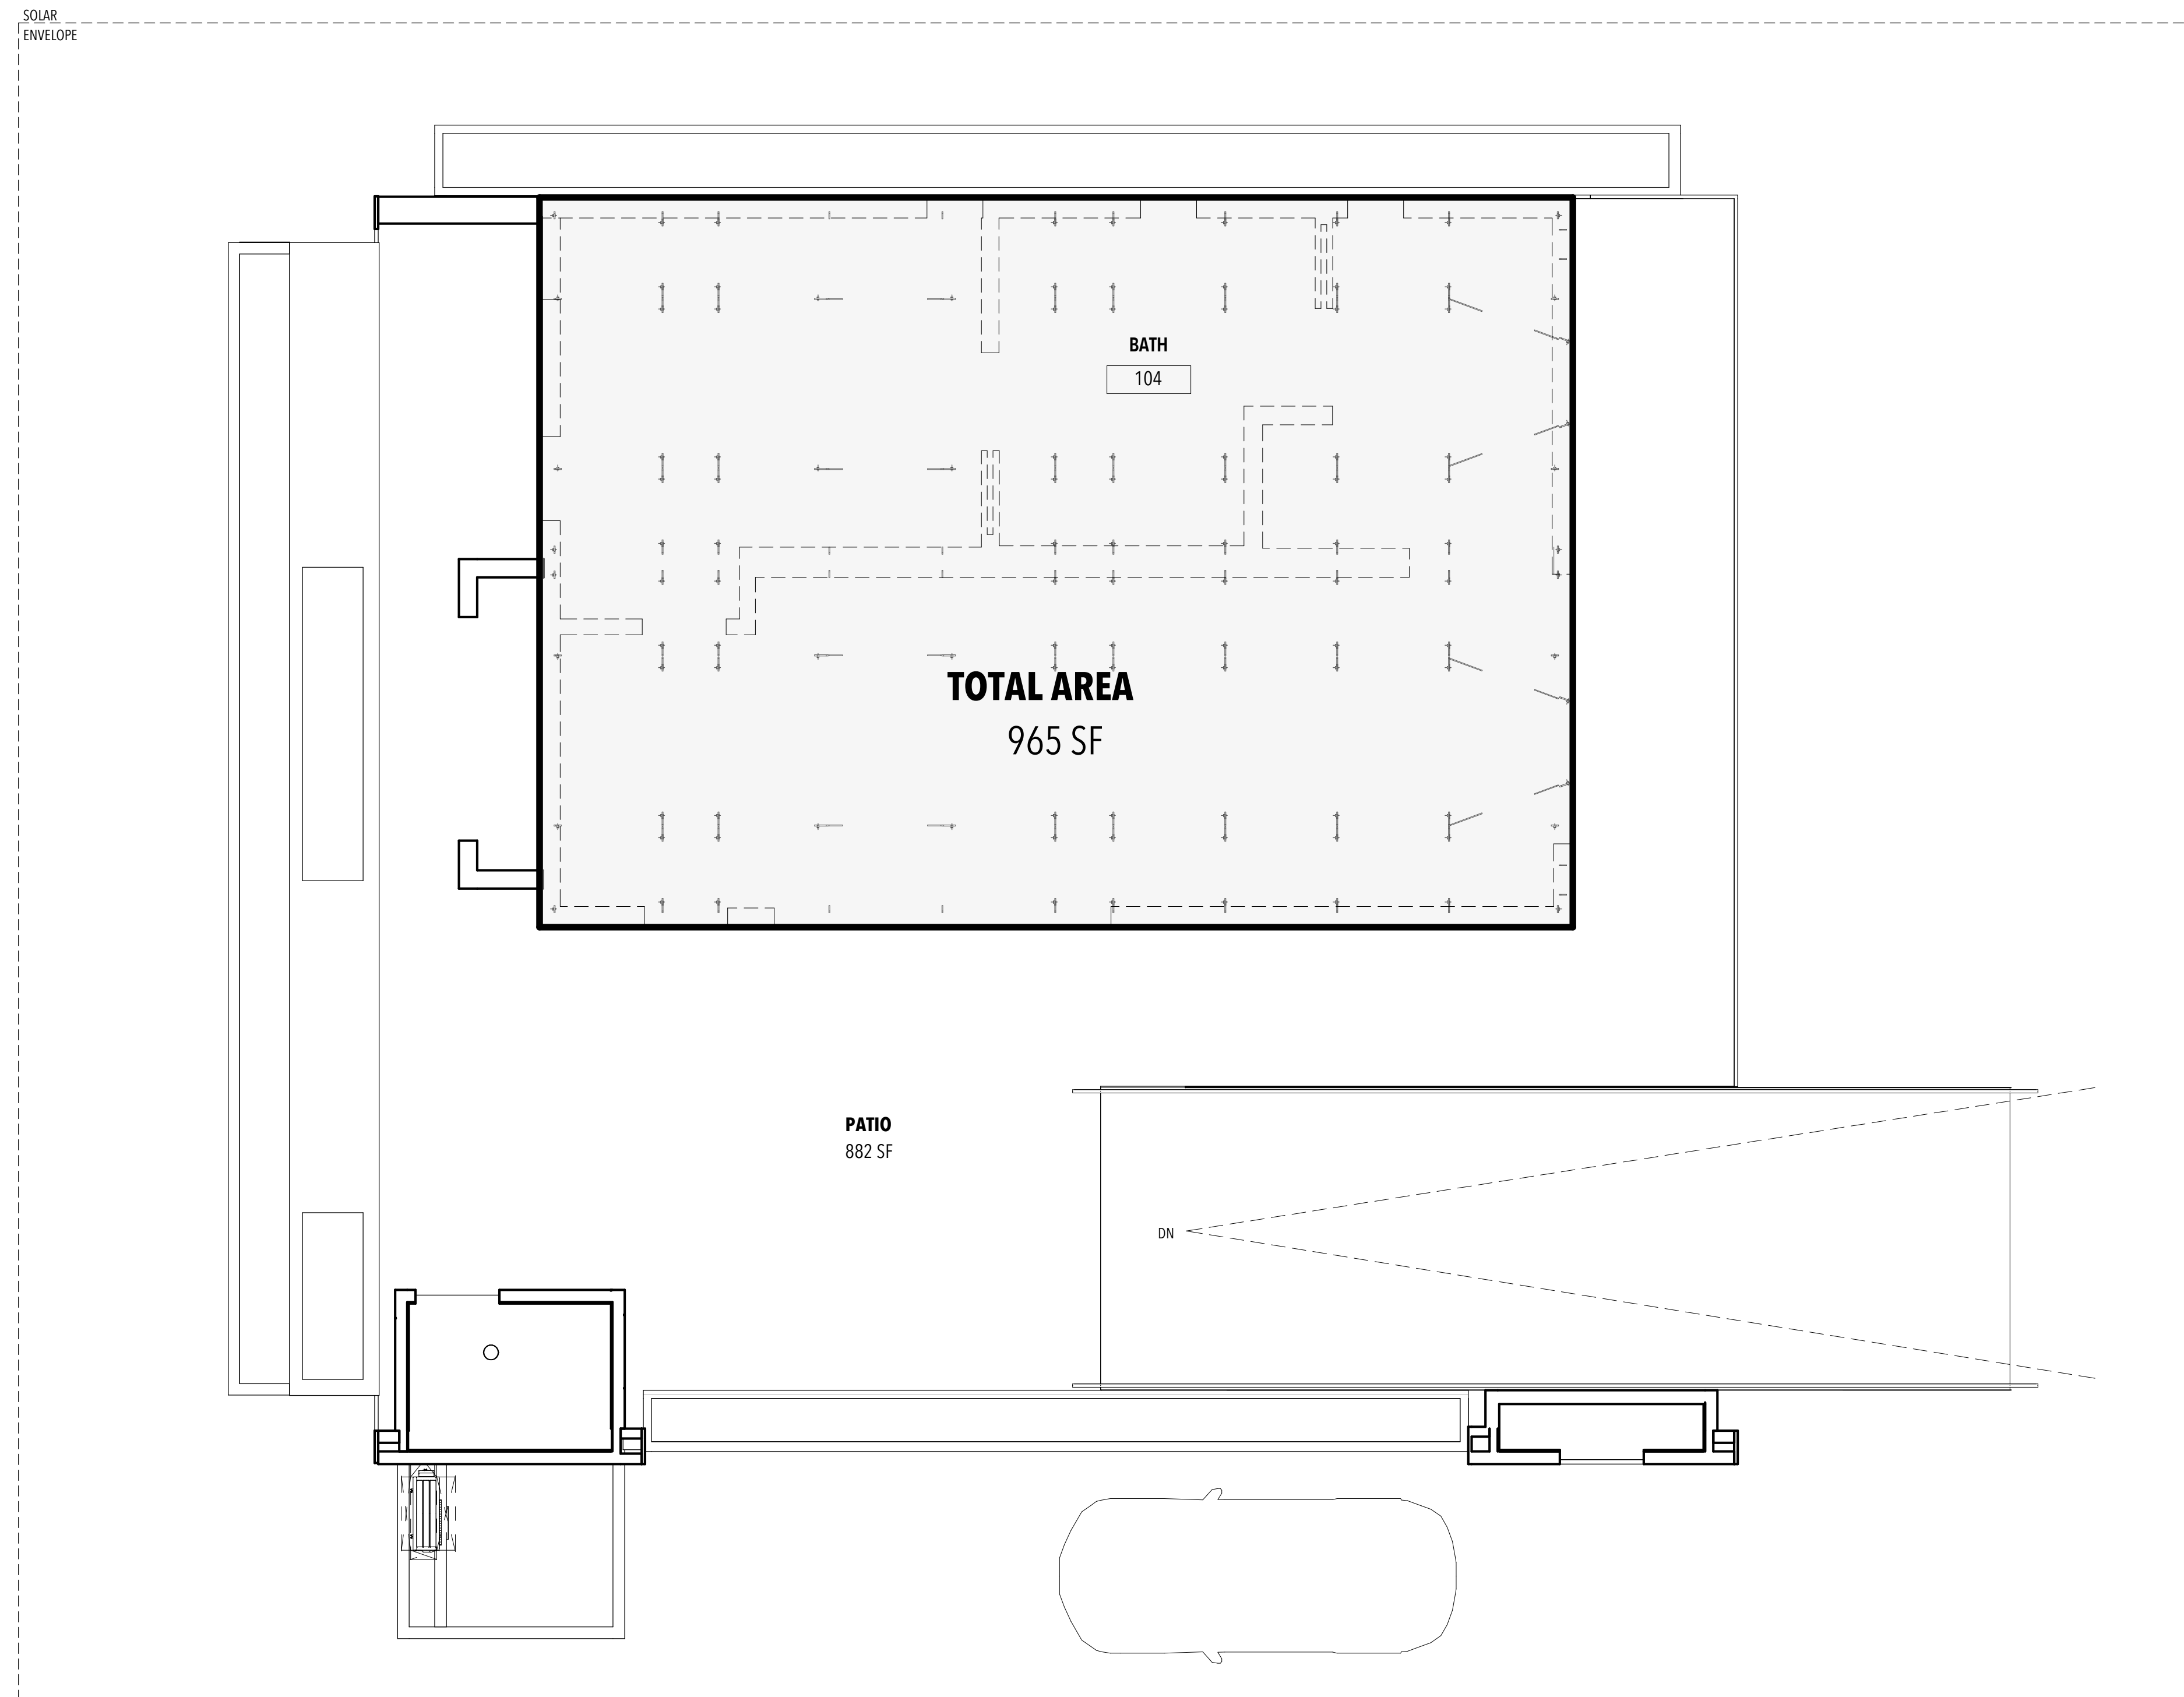 SOLAR
ENVELOPE
BATH
104
TOTAL AREA
965 SF
PATIO
882 SF
DN